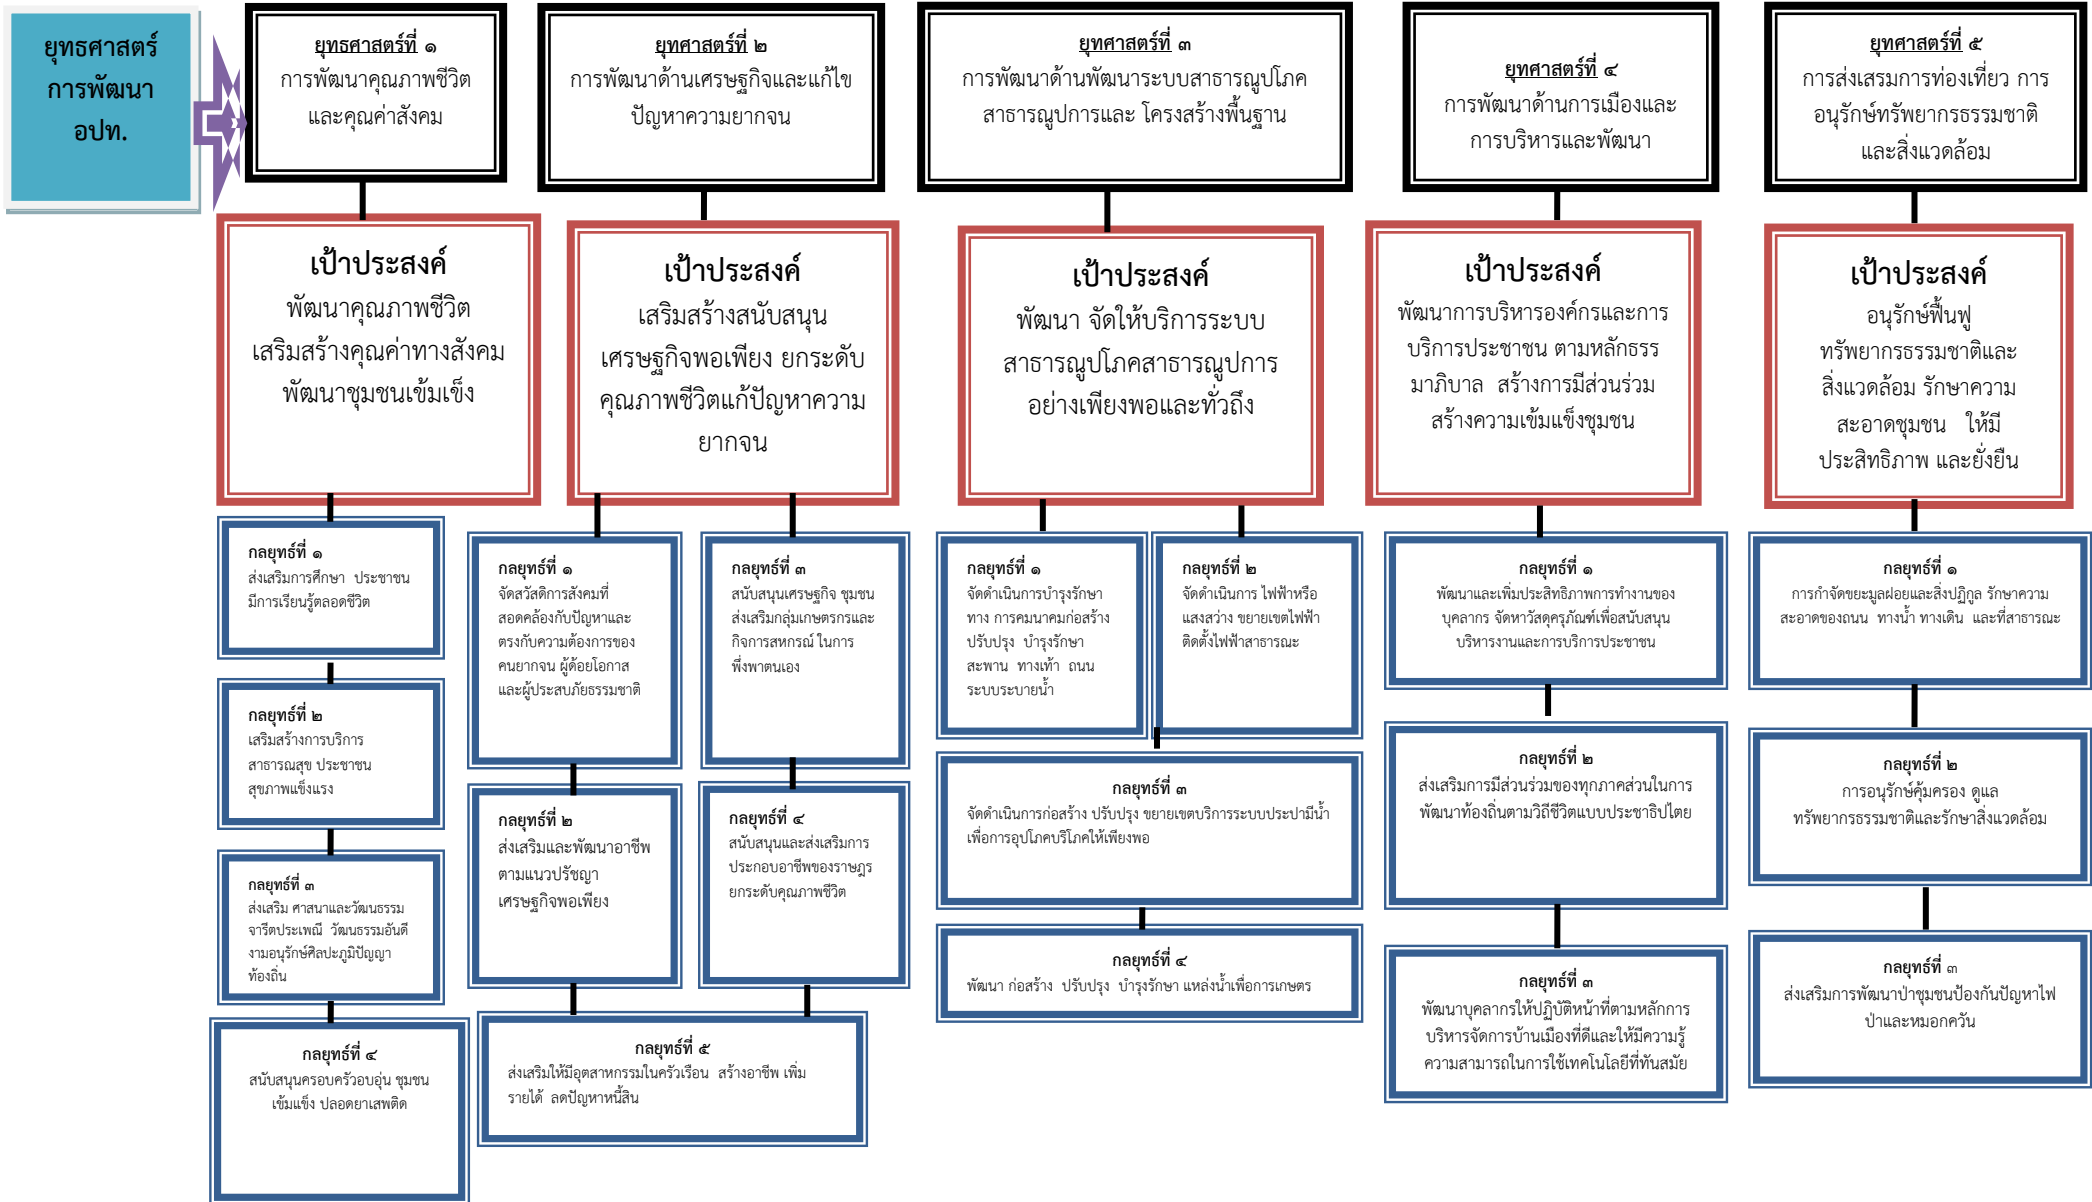 ยุทธศาสตร์
การพัฒนา
อปท.
ยุทธศาสตร์ที่ ๑
การพัฒนาคุณภาพชีวิต
และคุณค่าสังคม
ยุทศาสตร์ที่ ๒
การพัฒนาด้านเศรษฐกิจและแก้ไข
ปัญหาความยากจน
ยุทศาสตร์ที่ ๓
การพัฒนาด้านพัฒนาระบบสาธารณูปโภค
สาธารณูปการและ โครงสร้างพื้นฐาน
ยุทศาสตร์ที่ ๔
การพัฒนาด้านการเมืองและ
การบริหารและพัฒนา
ยุทศาสตร์ที่ ๕
การส่งเสรมการท่องเที่ยว การ
อนุรักษ์ทรัพยากรธรรมชาติ
และสิ่งแวดล้อม
เป้าประสงค์
พัฒนาคุณภาพชีวิต
เสริมสร้างคุณค่าทางสังคม
พัฒนาชุมชนเข้มเข็ง
เป้าประสงค์
เสริมสร้างสนับสนุน
เศรษฐกิจพอเพียง ยกระดับ
คุณภาพชีวิตแก้ปัญหาความ
ยากจน
เป้าประสงค์
พัฒนา จัดให้บริการระบบ
สาธารณูปโภคสาธารณูปการ
อย่างเพียงพอและทั่วถึง
เป้าประสงค์
พัฒนาการบริหารองค์กรและการ
บริการประชาชน ตามหลักธรร
มาภิบาล สร้างการมีส่วนร่วม
สร้างความเข้มแข็งชุมชน
เป้าประสงค์
อนุรักษ์ฟื้นฟู
ทรัพยากรธรรมชาติและ
สิ่งแวดล้อม รักษาความ
สะอาดชุมชน ให้มี
ประสิทธิภาพ และยั่งยืน
กลยุทธ์ที่ ๑
ส่งเสริมการศึกษา ประชาชน
มีการเรียนรู้ตลอดชีวิต
กลยุทธ์ที่ ๒
เสริมสร้างการบริการ
สาธารณสุข ประชาชน
สุขภาพแข็งแรง
กลยุทธ์ที่ ๓
ส่งเสริม ศาสนาและวัฒนธรรม
จารีตประเพณี วัฒนธรรมอันดี
งามอนุรักษ์ศิลปะภูมิปัญญา
ท้องถิ่น
กลยุทธ์ที่ ๔
สนับสนุนครอบครัวอบอุ่น ชุมชน
เข้มแข็ง ปลอดยาเสพติด
กลยุทธ์ที่ ๑
จัดสวัสดิการสังคมที่
สอดคล้องกับปัญหาและ
ตรงกับความต้องการของ
คนยากจน ผู้ด้อยโอกาส
และผู้ประสบภัยธรรมชาติ
กลยุทธ์ที่ ๓
สนับสนุนเศรษฐกิจ ชุมชน
ส่งเสริมกลุ่มเกษตรกรและ
กิจการสหกรณ์ ในการ
พึ่งพาตนเอง
กลยุทธ์ที่ ๒
ส่งเสริมและพัฒนาอาชีพ
ตามแนวปรัชญา
เศรษฐกิจพอเพียง
กลยุทธ์ที่ ๔
สนับสนุนและส่งเสริมการ
ประกอบอาชีพของราษฎร
ยกระดับคุณภาพชีวิต
กลยุทธ์ที่ ๕
ส่งเสริมให้มีอุตสาหกรรมในครัวเรือน สร้างอาชีพ เพิ่ม
รายได้ ลดปัญหาหนี้สิน
กลยุทธ์ที่ ๑
จัดดำเนินการบำรุงรักษา
ทาง การคมนาคมก่อสร้าง
ปรับปรุง บำรุงรักษา
สะพาน ทางเท้า ถนน
ระบบระบายน้ำ
กลยุทธ์ที่ ๒
จัดดำเนินการ ไฟฟ้าหรือ
แสงสว่าง ขยายเขตไฟฟ้า
ติดตั้งไฟฟ้าสาธารณะ
กลยุทธ์ที่ ๓
จัดดำเนินการก่อสร้าง ปรับปรุง ขยายเขตบริการระบบประปามีน้ำ
เพื่อการอุปโภคบริโภคให้เพียงพอ
กลยุทธ์ที่ ๔
พัฒนา ก่อสร้าง ปรับปรุง บำรุงรักษา แหล่งน้ำเพื่อการเกษตร
กลยุทธ์ที่ ๑
พัฒนาและเพิ่มประสิทธิภาพการทำงานของ
บุคลากร จัดหาวัสดุครุภัณฑ์เพื่อสนับสนุน
บริหารงานและการบริการประชาชน
กลยุทธ์ที่ ๒
ส่งเสริมการมีส่วนร่วมของทุกภาคส่วนในการ
พัฒนาท้องถิ่นตามวิถีชีวิตแบบประชาธิปไตย
กลยุทธ์ที่ ๓
พัฒนาบุคลากรให้ปฏิบัติหน้าที่ตามหลักการ
บริหารจัดการบ้านเมืองที่ดีและให้มีความรู้
ความสามารถในการใช้เทคโนโลยีที่ทันสมัย
กลยุทธ์ที่ ๑
การกำจัดขยะมูลฝอยและสิ่งปฏิกูล รักษาความ
สะอาดของถนน ทางน้ำ ทางเดิน และที่สาธารณะ
กลยุทธ์ที่ ๒
การอนุรักษ์คุ้มครอง ดูแล
ทรัพยากรธรรมชาติและรักษาสิ่งแวดล้อม
กลยุทธ์ที่ ๓
ส่งเสริมการพัฒนาป่าชุมชนป้องกันปัญหาไฟ
ป่าและหมอกควัน